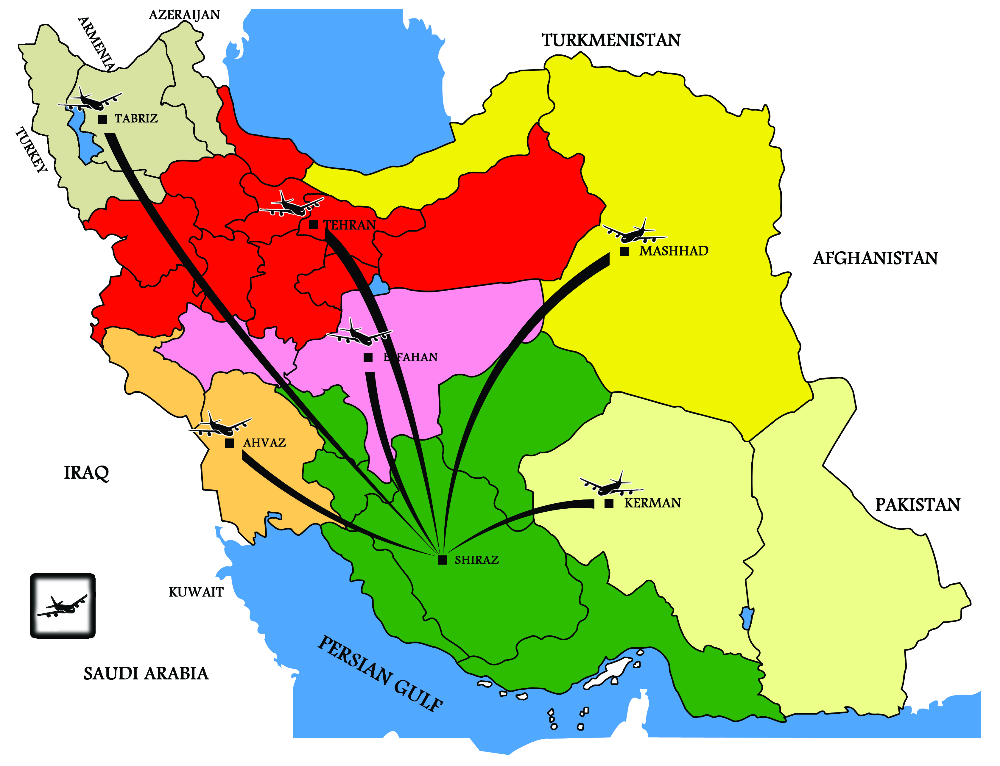 AZERAIJAN
ARMENIA
TURKMENISTAN
TABRIZ
TURKEY
TEHRAN
MASHHAD
AFGHANISTAN
AHVAZ
IRAQ
KERMAN
PAKISTAN
SHIRAZ
KUWAIT
PERSIAN GULF
SAUDI ARABIA